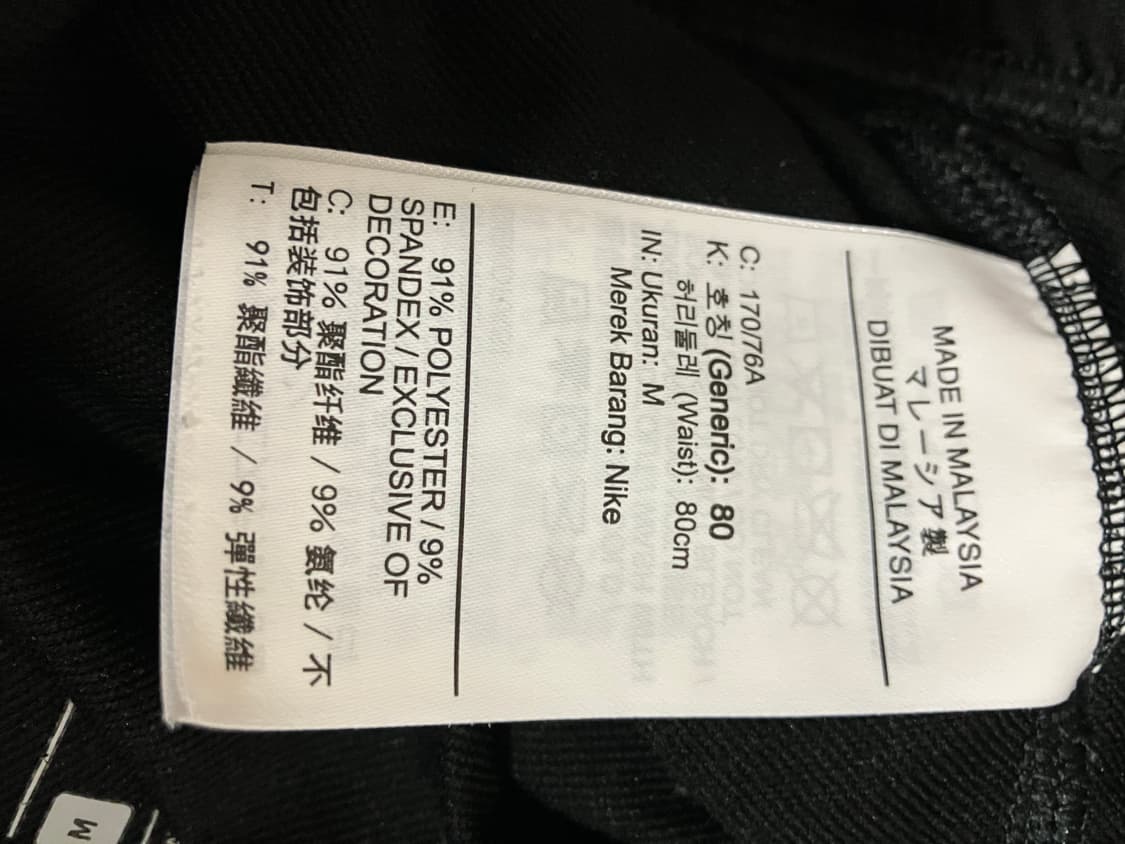 MADE IN MALAYSIA
マレーシア製
DIBUAT DI MALAYSIA
C: 170/76A
K: 호칭 (Generic): 80
허리둘레 (Waist): 80cm
IN: Ukuran: M
Merek Barang: Nike
E: 91% POLYESTER / 9%
SPANDEX / EXCLUSIVE OF
DECORATION
C: 91% 聚酯纤维 / 9% 氨纶 / 不
包括装饰部分
T: 91% 聚酯纖維 / 9% 彈性纖維
M